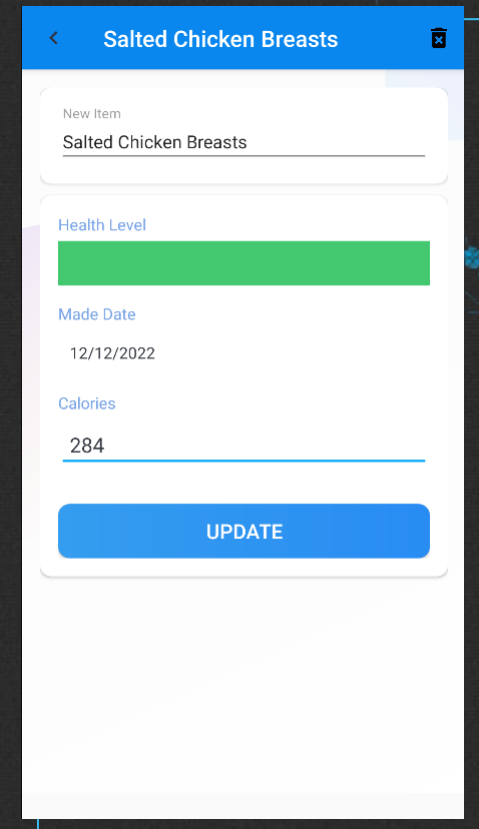 Salted Chicken Breasts
New Item
Salted Chicken Breasts
Health Level
Made Date
12/12/2022
Calories
284
UPDATE